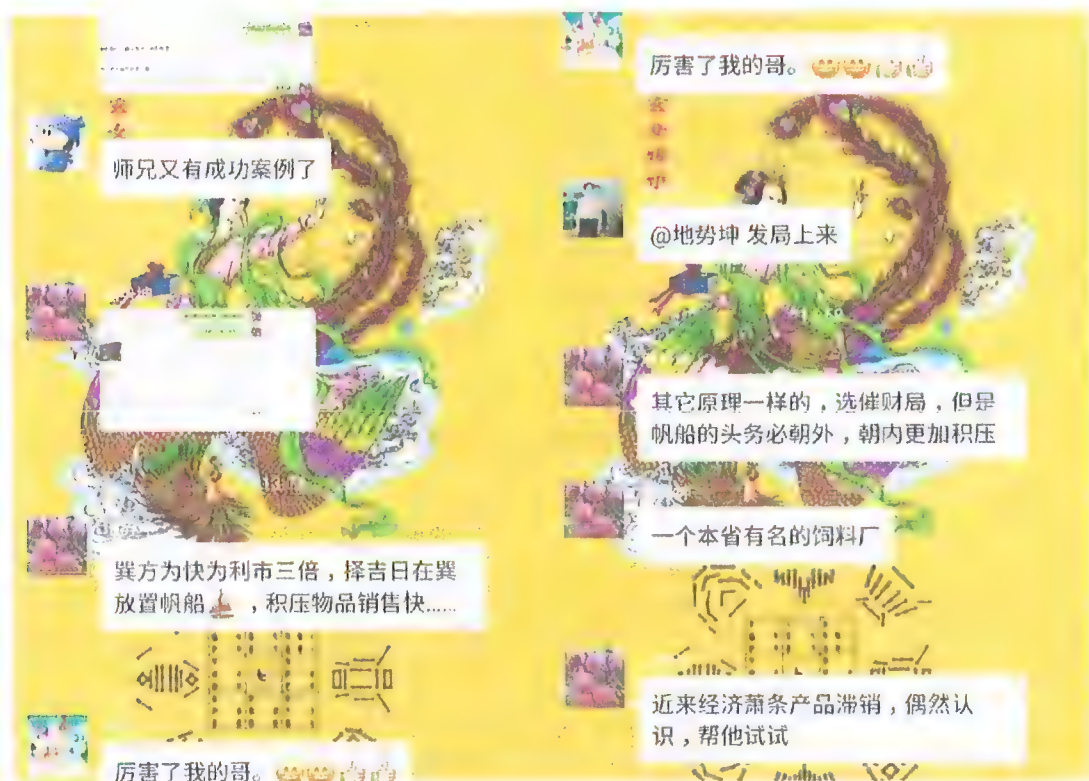 师兄又有成功案例了
巽方为快为利市三倍，择吉日在巽
放置帆船⛵，积压物品销售快……
厉害了我的哥。
厉害了我的哥。
@地势坤 发局上来
其它原理一样的，选催财局，但是
帆船的头务必朝外，朝内更加积压
一个本省有名的饲料厂
近来经济萧条产品滞销，偶然认
识，帮他试试